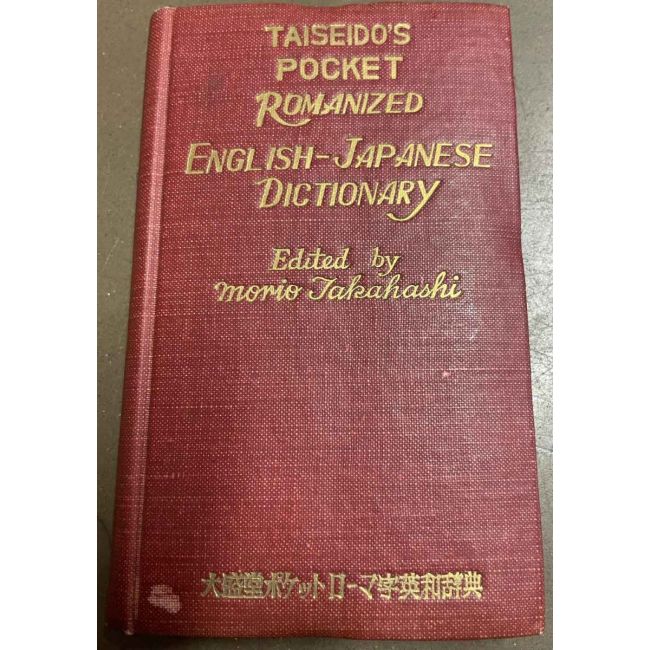 TAISEIDO'S
POCKET
ROMANIZED
ENGLISH-JAPANESE
DICTIONARY
Edited by
Morio Takahashi
大盛堂ポケットローマ字英和辞典